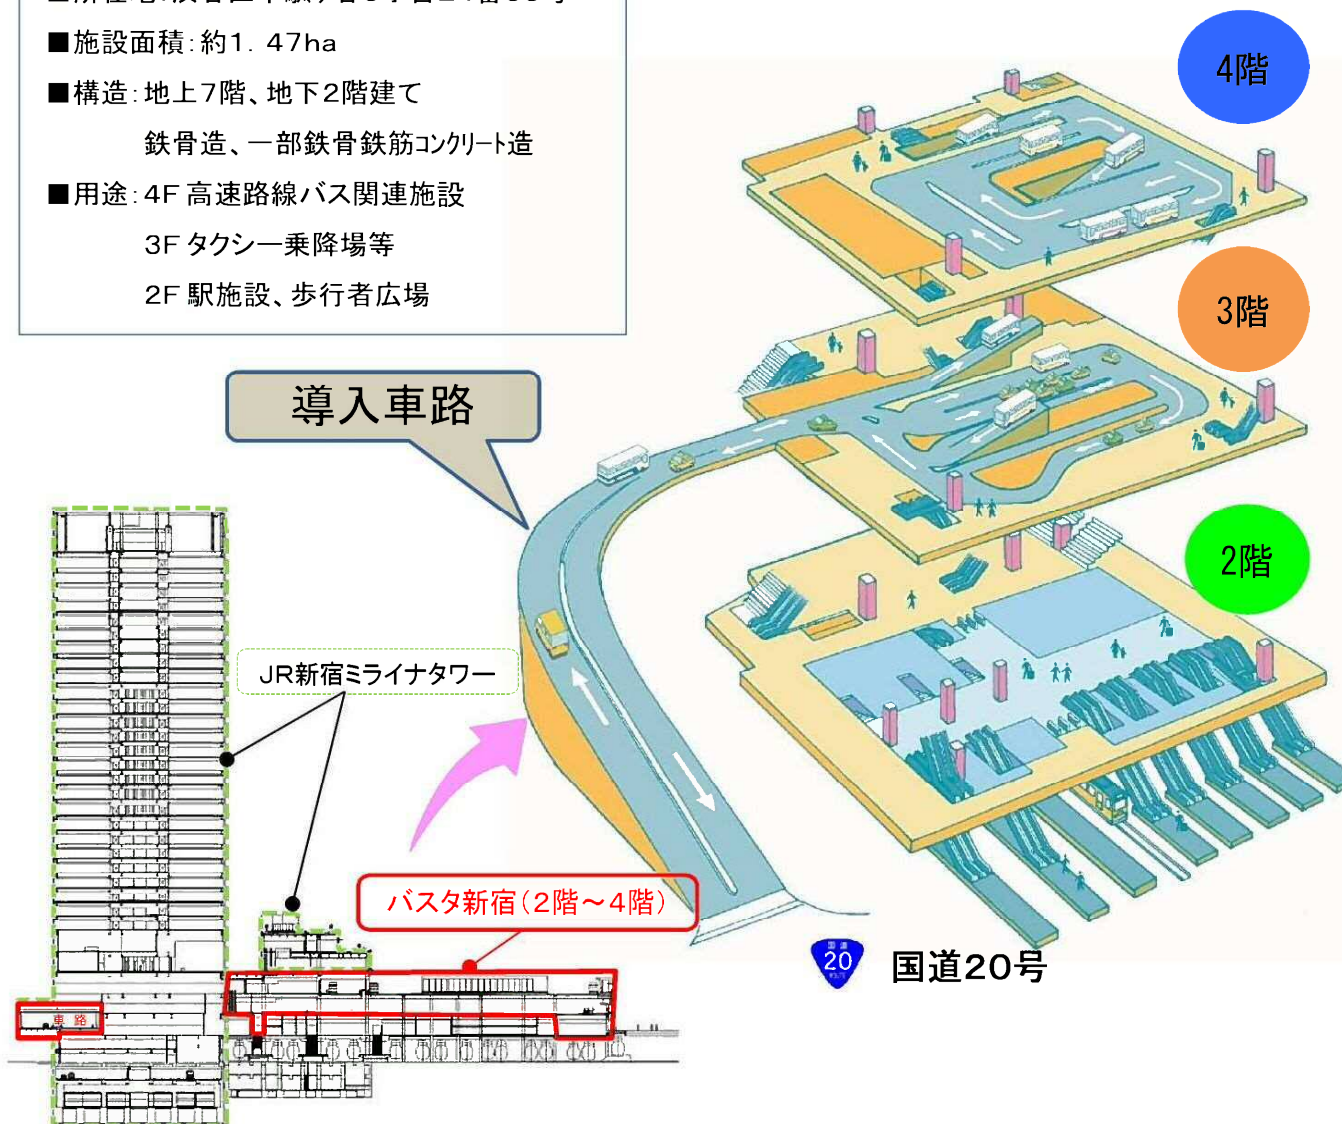 ■施設面積:約1.47ha
■構造:地上7階、地下2階建て
鉄骨造、一部鉄骨鉄筋コンクリート造
■用途:4F 高速路線バス関連施設
3F タクシー乗降場等
2F 駅施設、歩行者広場
4階
3階
導入車路
2階
JR新宿ミライナタワー
バスタ新宿(2階～4階)
国道
20
国道20号
車路